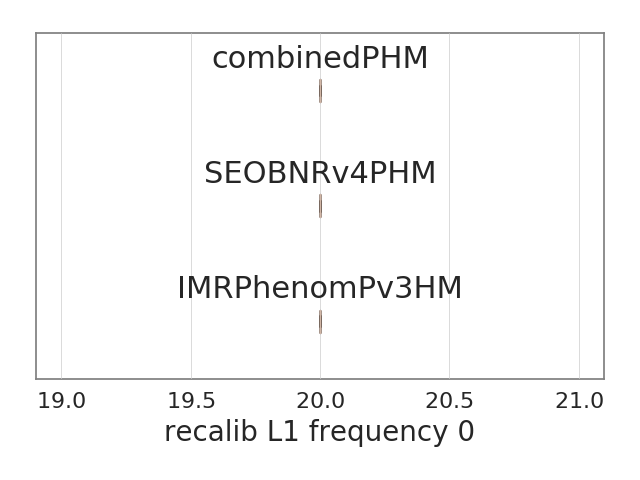 combinedPHM
SEOBNRv4PHM
IMRPhenomPv3HM
19.0 19.5 20.0 20.5 21.0
recalib L1 frequency 0